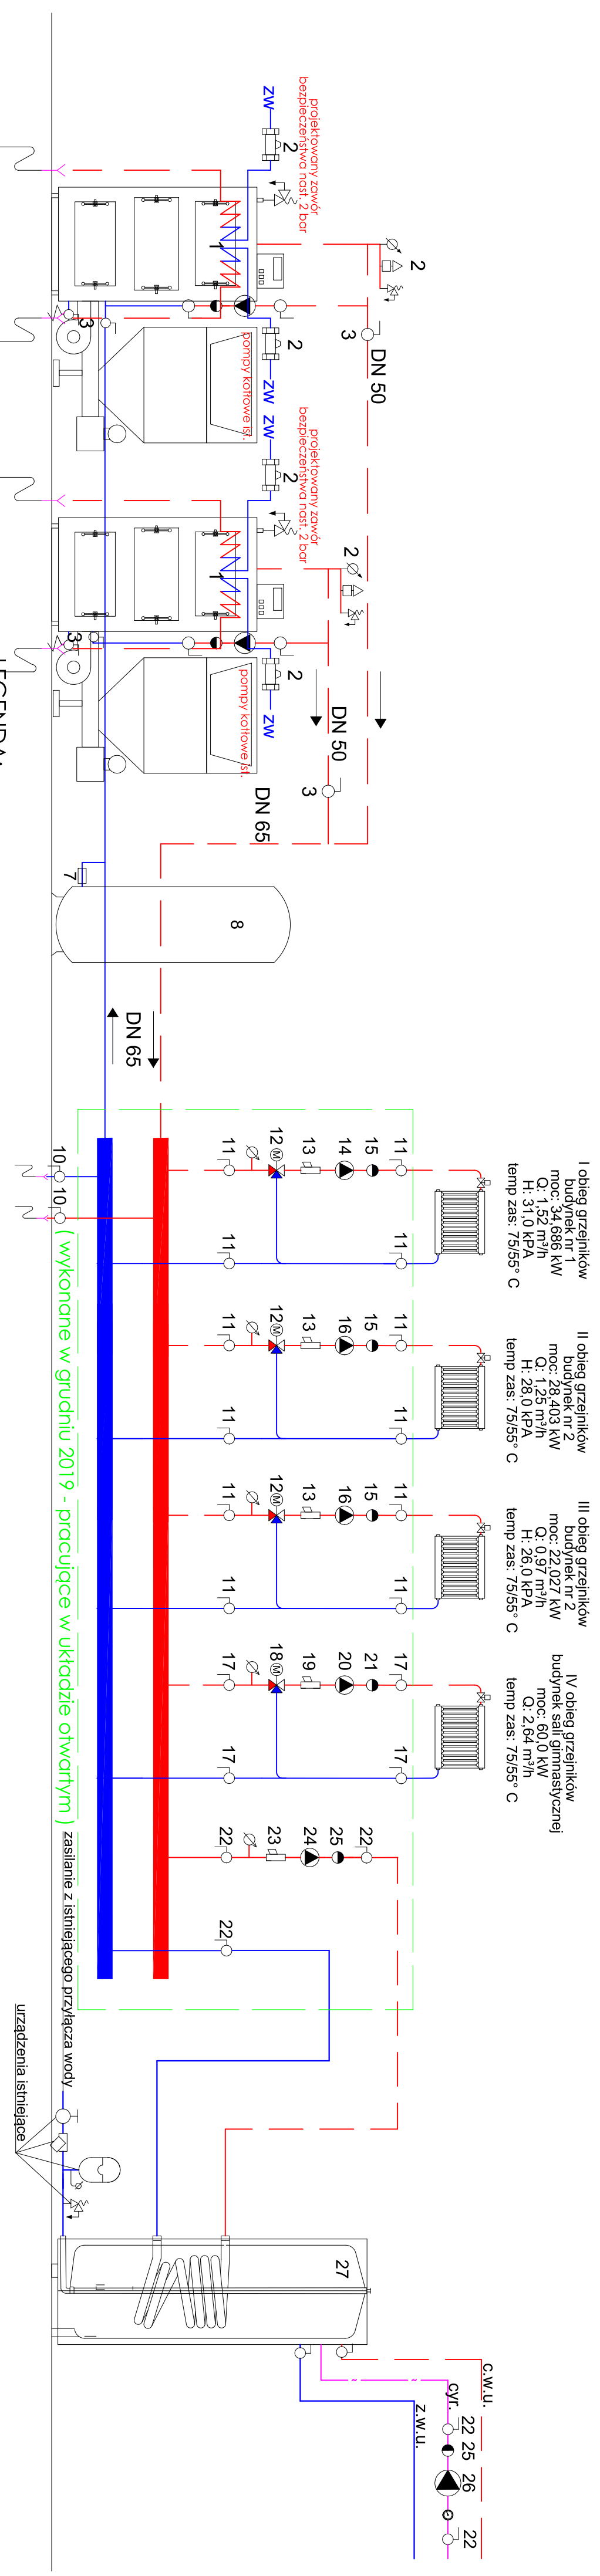 I obieg grzejników
budynek nr 1
moc: 34,686 kW
Q: 1,52 m³/h
H: 31,0 kPA
temp zas: 75/55° C
II obieg grzejników
budynek nr 2
moc: 28,403 kW
Q: 1,25 m³/h
H: 28,0 kPA
temp zas: 75/55° C
III obieg grzejników
budynek nr 2
moc: 22,027 kW
Q: 0,97 m³/h
H: 26,0 kPA
temp zas: 75/55° C
IV obieg grzejników
budynek sali gimnastycznej
moc: 60,0 kW
Q: 2,64 m³/h
temp zas: 75/55° C
projektowany zawór
bezpieczeństwa nast. 2 bar
zw
2
1
2
3
DN 50
2
zw
pompy kotłowe ist.
3
projektowany zawór
bezpieczeństwa nast. 2 bar
zw
2
1
2
DN 50
3
2
zw
pompy kotłowe ist.
3
DN 65
7
8
DN 65
10
10
11
15
14
13
12
M
11
11
11
11
15
16
13
12
M
11
11
11
11
15
16
13
12
M
11
11
11
17
21
20
19
18
M
17
17
17
22
25
24
23
22
22
( wykonane w grudniu 2019 - pracujące w układzie otwartym )
zasilanie z istniejącego przyłącza wody
urządzenia istniejące
27
c.w.u.
cyr.
z.w.u.
22
25
26
22
LEGENDA: